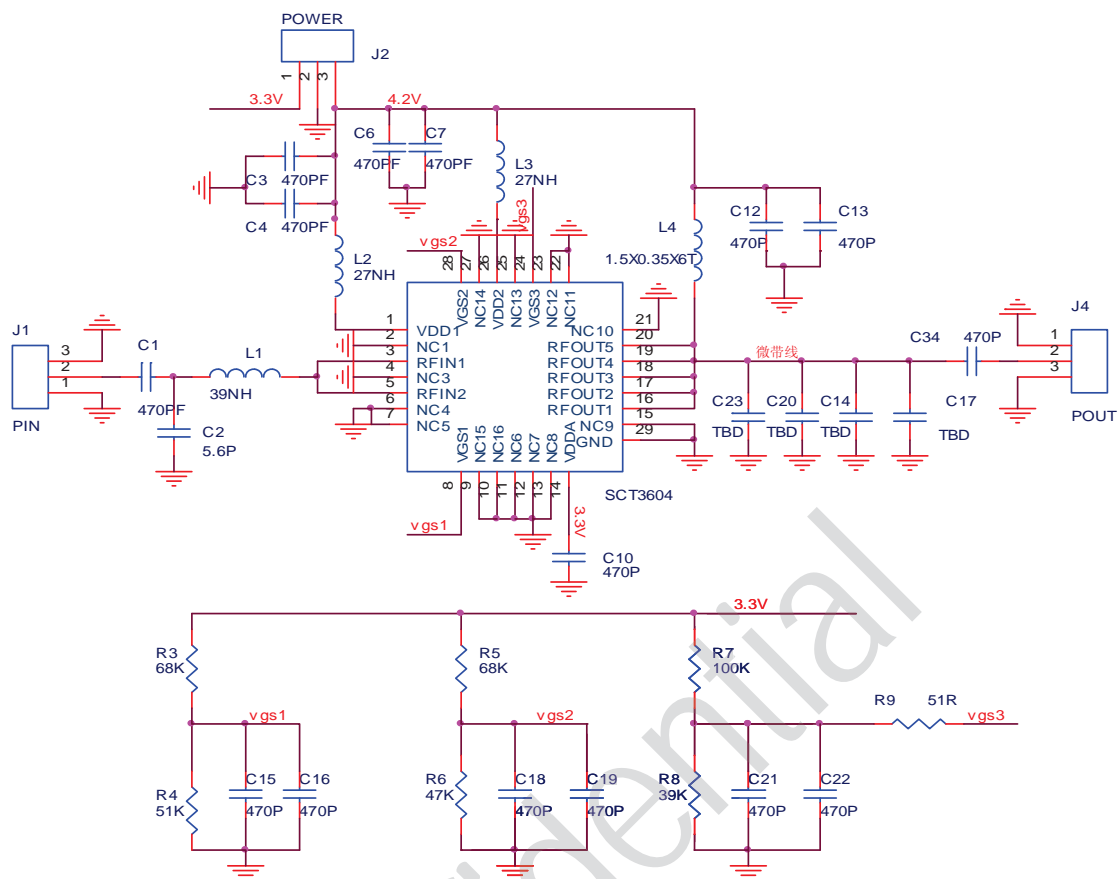 POWER
J2
1
2
3
3.3V
4.2V
C6
470PF
C7
470PF
C3
470PF
C4
470PF
L3
27NH
vgs3
L2
27NH
vgs2
L4
1.5X0.35X6T
C12
470P
C13
470P
28
27
26
25
24
23
22
VGS2
NC14
VDD2
NC13
VGS3
NC12
NC11
J1
3
2
1
PIN
C1
470PF
C2
5.6P
L1
39NH
1
2
3
4
5
6
7
VDD1
NC1
RFIN1
NC3
RFIN2
NC4
NC5
NC10
RFOUT5
RFOUT4
RFOUT3
RFOUT2
RFOUT1
NC9
GND
21
20
19
18
17
16
15
29
微带线
C34
470P
J4
1
2
3
POUT
C23
TBD
C20
TBD
C14
TBD
C17
TBD
VGS1
NC15
NC16
NC6
NC7
NC8
VDDA
8
9
10
11
12
13
14
SCT3604
vgs1
3.3V
C10
470P
3.3V
R3
68K
R5
68K
R7
100K
R9
51R
vgs1
vgs2
vgs3
R4
51K
C15
470P
C16
470P
R6
47K
C18
470P
C19
470P
R8
39K
C21
470P
C22
470P